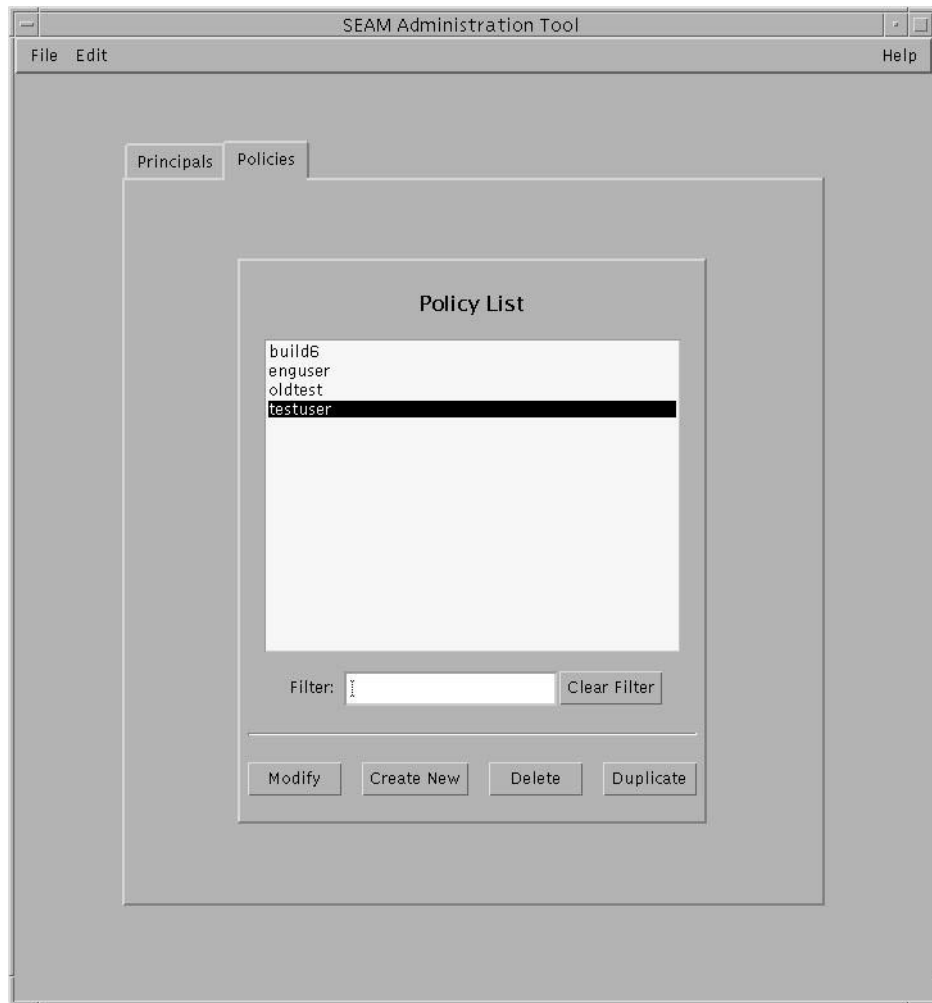 SEAM Administration Tool
File Edit Help
Principals Policies
Policy List
build6
enguser
oldtest
testuser
Filter: Clear Filter
Modify Create New Delete Duplicate